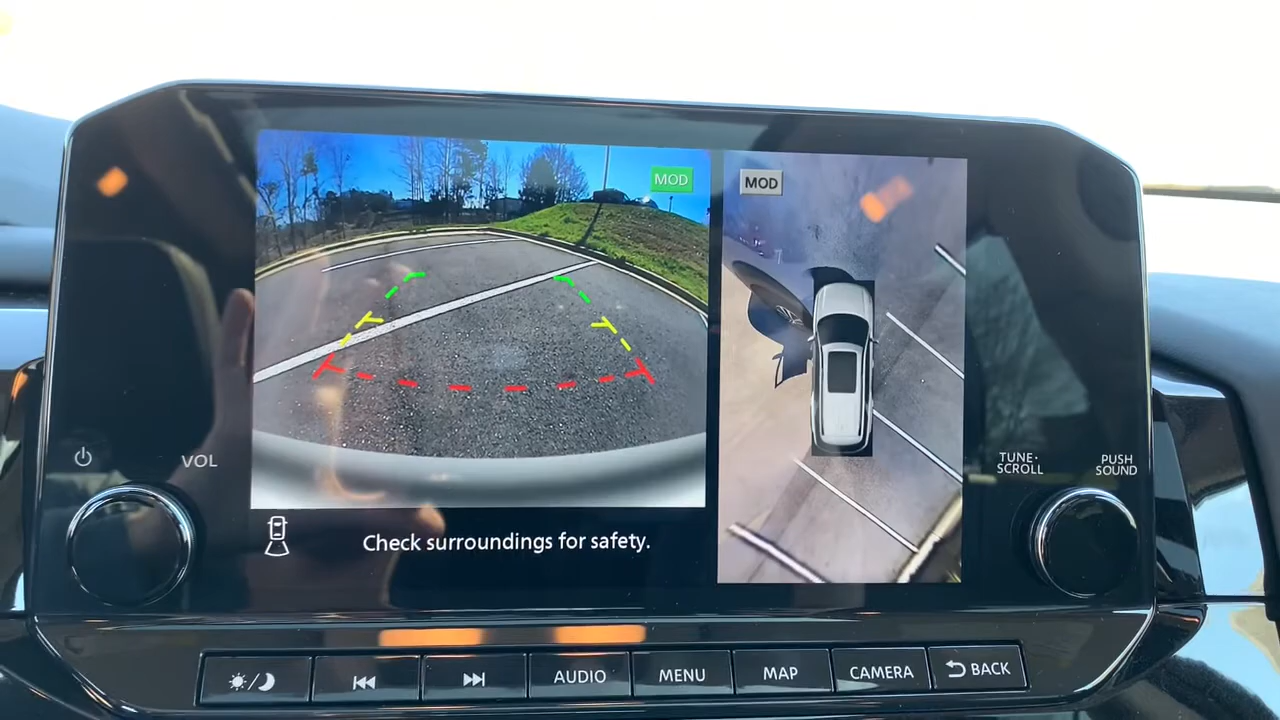 MOD
MOD
VOL
TUNE·
SCROLL
PUSH
SOUND
Check surroundings for safety.
AUDIO
MENU
MAP
CAMERA
BACK